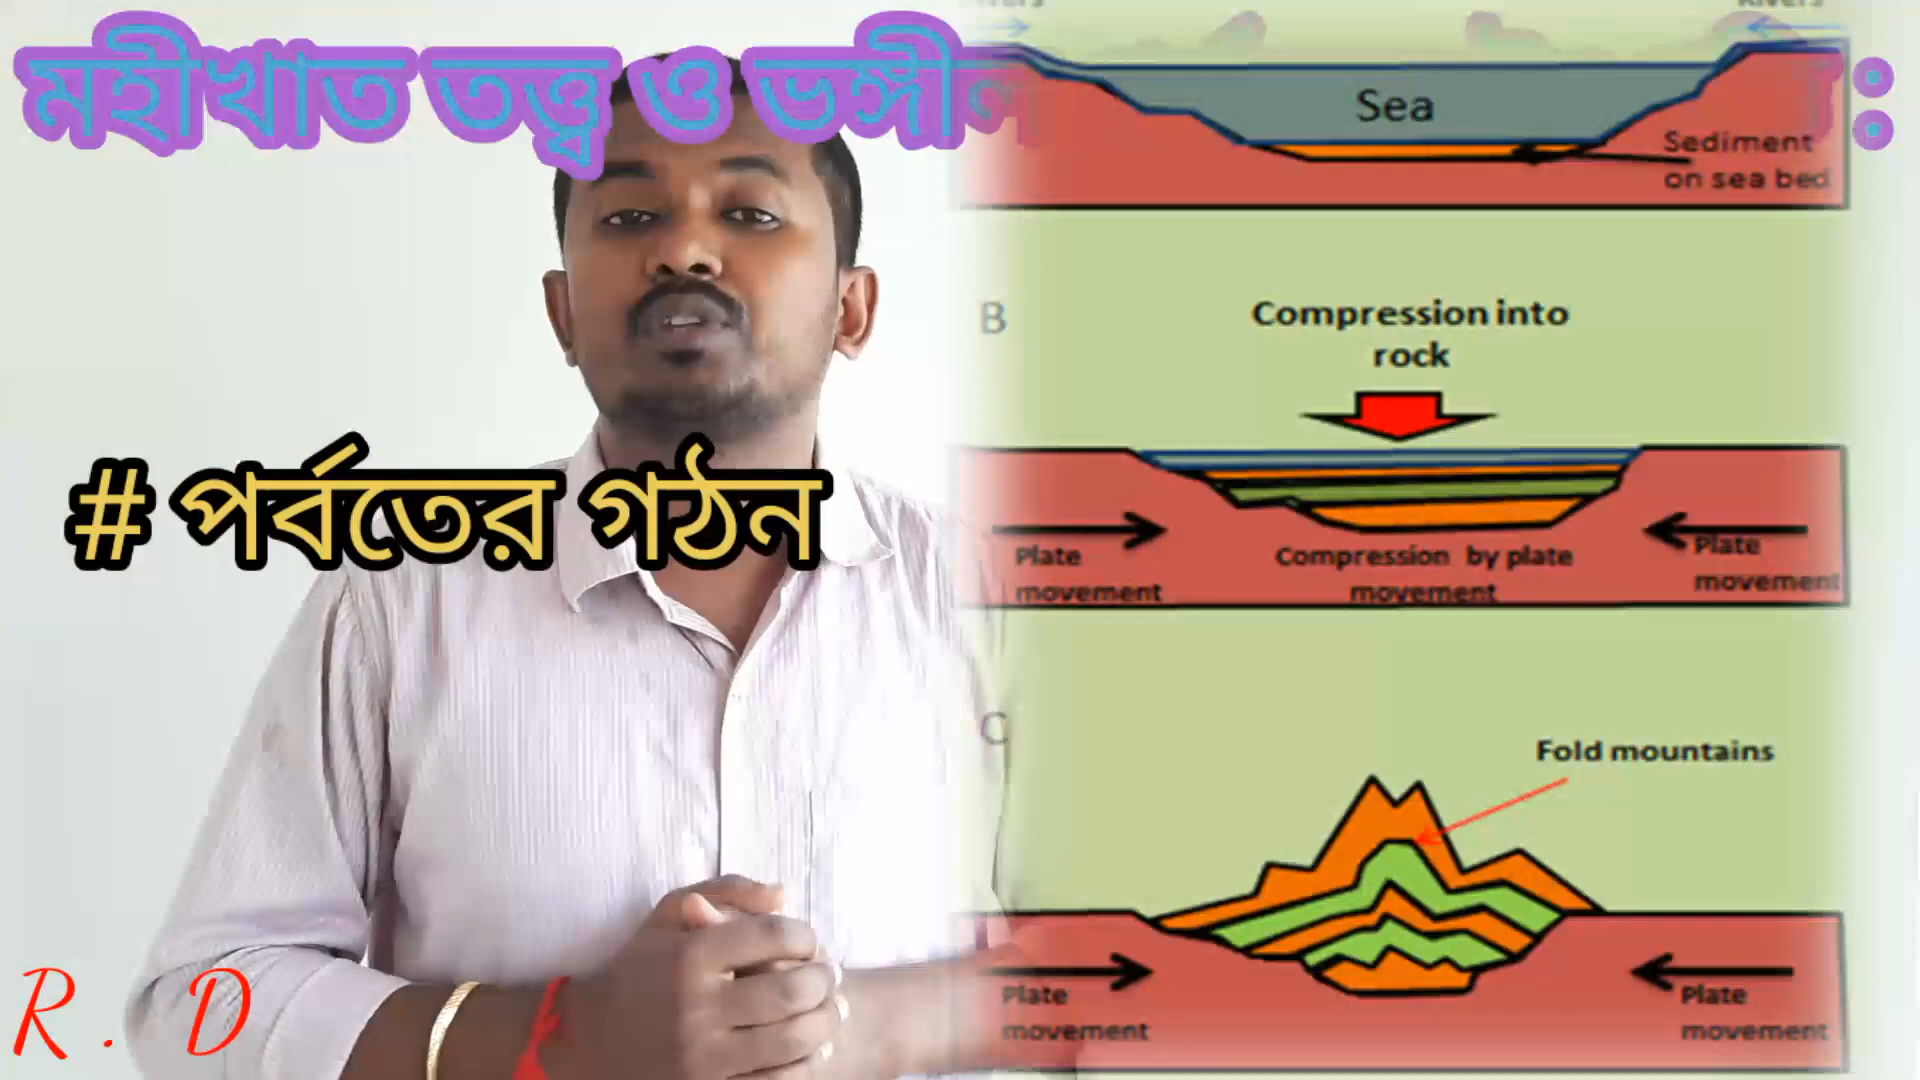 মহীখাত তত্ত্ব ও ভঙ্গীল
Sea
Sediment
on sea bed
B
Compression into
rock
# পর্বতের গঠন
Plate
movement
Compression by plate
movement
Plate
movement
C
Fold mountains
Plate
movement
Plate
movement
R . D